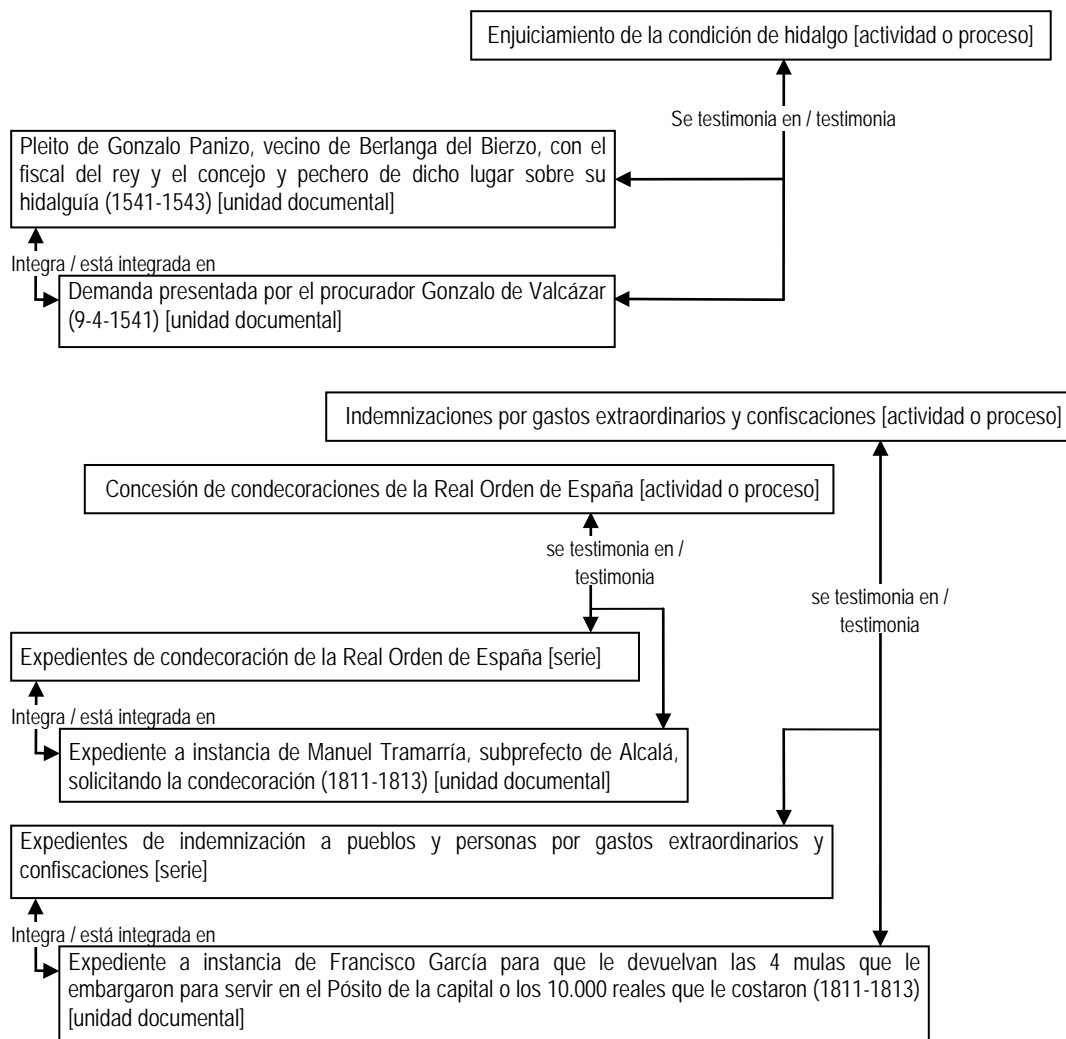 Enjuiciamiento de la condición de hidalgo [actividad o proceso]
Se testimonia en / testimonia
Pleito de Gonzalo Panizo, vecino de Berlanga del Bierzo, con el
fiscal del rey y el concejo y pechero de dicho lugar sobre su
hidalguía (1541-1543) [unidad documental]
Integra / está integrada en
Demanda presentada por el procurador Gonzalo de Valcázar
(9-4-1541) [unidad documental]
Indemnizaciones por gastos extraordinarios y confiscaciones [actividad o proceso]
Concesión de condecoraciones de la Real Orden de España [actividad o proceso]
se testimonia en /
testimonia
se testimonia en /
testimonia
Expedientes de condecoración de la Real Orden de España [serie]
Integra / está integrada en
Expediente a instancia de Manuel Tramarría, subprefecto de Alcalá,
solicitando la condecoración (1811-1813) [unidad documental]
Expedientes de indemnización a pueblos y personas por gastos extraordinarios y
confiscaciones [serie]
Integra / está integrada en
Expediente a instancia de Francisco García para que le devuelvan las 4 mulas que le
embargaron para servir en el Pósito de la capital o los 10.000 reales que le costaron (1811-1813)
[unidad documental]